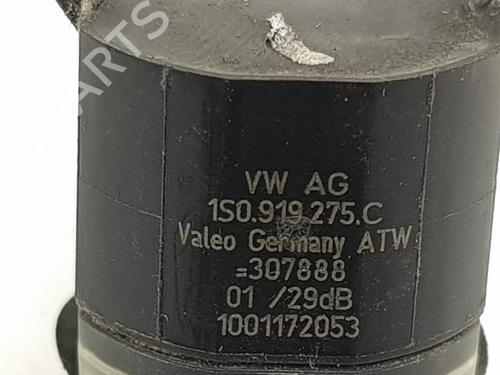 VW AG
1S0.919.275.C
Valeo Germany ATW
=307888
01 /29dB
1001172053